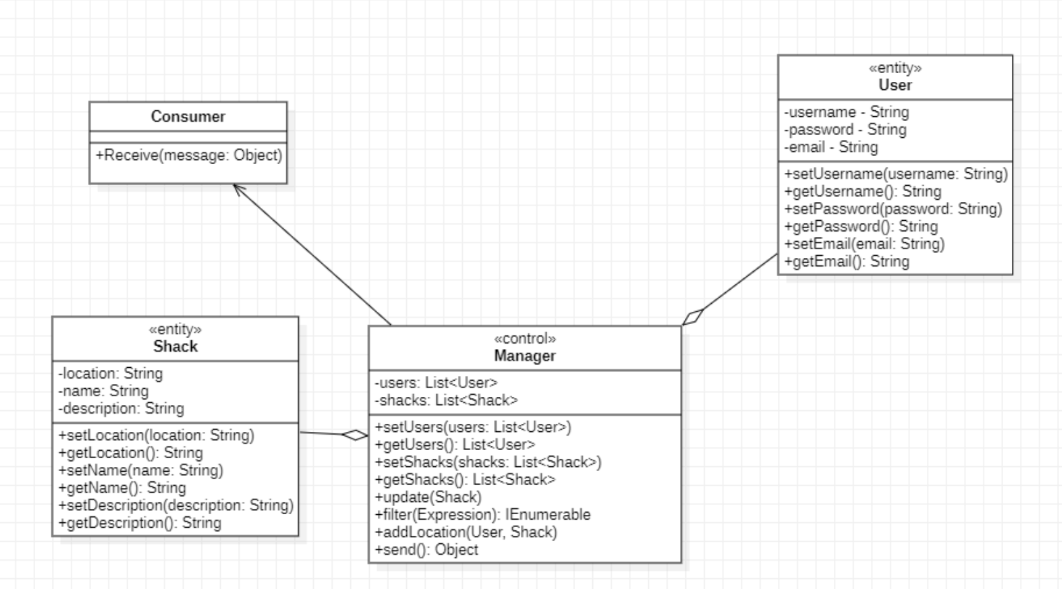 Consumer
+Receive(message: Object)
«entity»
User
-username - String
-password - String
-email - String
+setUsername(username: String)
+getUsername(): String
+setPassword(password: String)
+getPassword(): String
+setEmail(email: String)
+getEmail(): String
«entity»
Shack
-location: String
-name: String
-description: String
+setLocation(location: String)
+getLocation(): String
+setName(name: String)
+getName(): String
+setDescription(description: String)
+getDescription(): String
«control»
Manager
-users: List<User>
-shacks: List<Shack>
+setUsers(users: List<User>)
+getUsers(): List<User>
+setShacks(shacks: List<Shack>)
+getShacks(): List<Shack>
+update(Shack)
+filter(Expression): IEnumerable
+addLocation(User, Shack)
+send(): Object